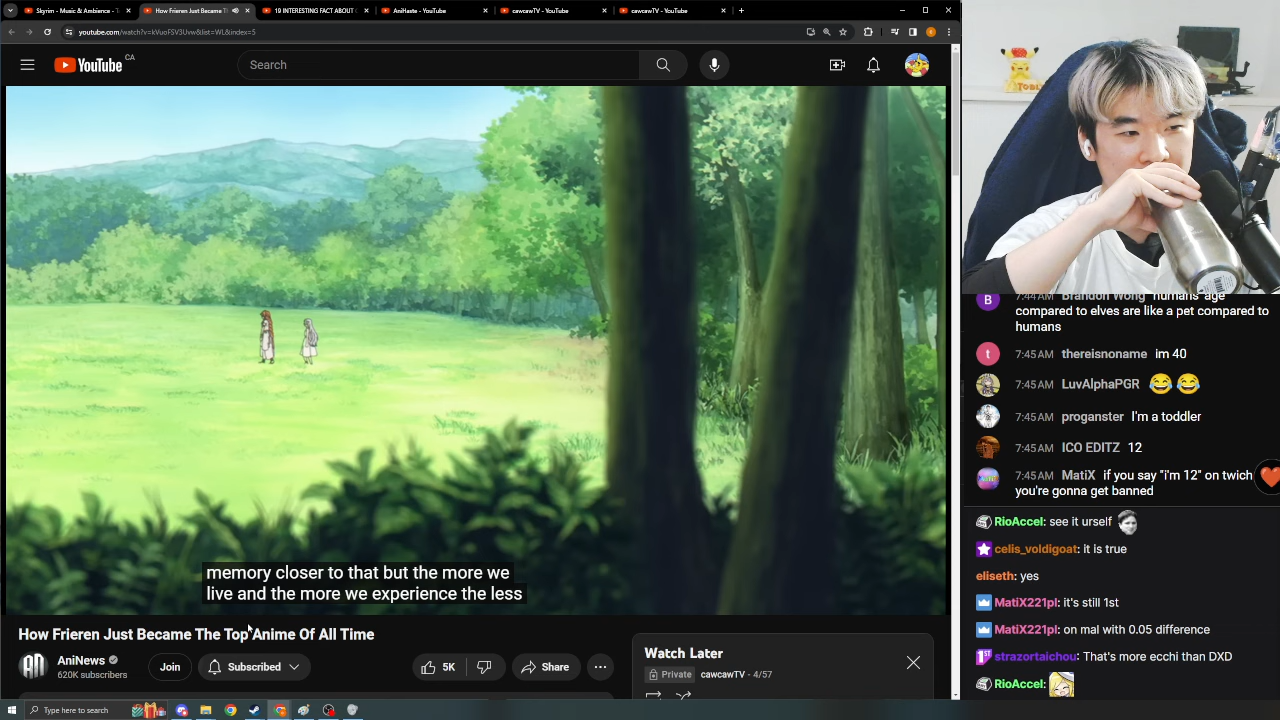 YouTube Music - Music & Ambience - T
How Frieren Just Became Th
19 INTERESTING FACT ABOUT
AniHaste - YouTube
cawcawTV - YouTube
cawcawTV - YouTube
youtube.com/watch?v=kVuoFSV3Uvw&list=WL&index=5
YouTube CA
Search
memory closer to that but the more we
live and the more we experience the less
How Frieren Just Became The Top Anime Of All Time
AniNews
620K subscribers
Join
Subscribed
5K
Share
Watch Later
Private
cawcawTV - 4/57
Type here to search
7:44 AM Brandon Wong humans age
compared to elves are like a pet compared to
humans
7:45 AM thereisnoname im 40
7:45 AM LuvAlphaPGR 😂 😂
7:45 AM proganster I'm a toddler
7:45 AM ICO EDITZ 12
7:45 AM MatiX if you say "i'm 12" on twich
you're gonna get banned
RioAccel: see it urself
celis_voldigoat: it is true
eliseth: yes
MatiX221pl: it's still 1st
MatiX221pl: on mal with 0.05 difference
strazortaichou: That's more ecchi than DXD
RioAccel: